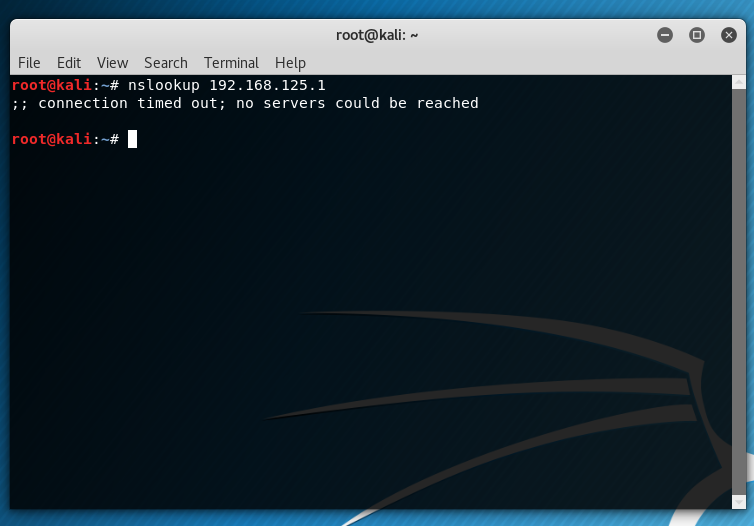 root@kali: ~
File Edit View Search Terminal Help
root@kali:~# nslookup 192.168.125.1
;; connection timed out; no servers could be reached
root@kali:~#